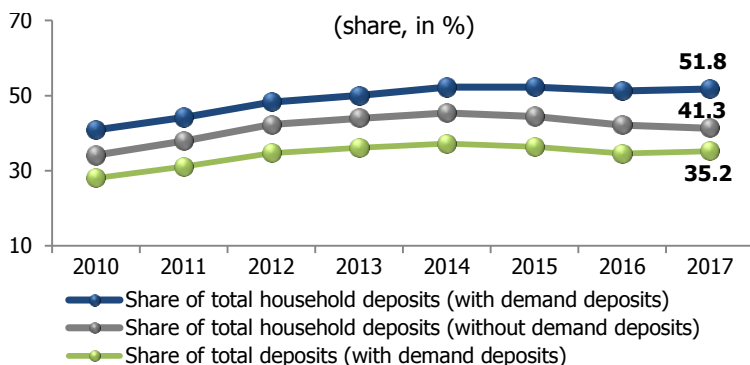 (share, in %)
70
50
30
10
51.8
41.3
35.2
2010 2011 2012 2013 2014 2015 2016 2017
Share of total household deposits (with demand deposits)
Share of total household deposits (without demand deposits)
Share of total deposits (with demand deposits)